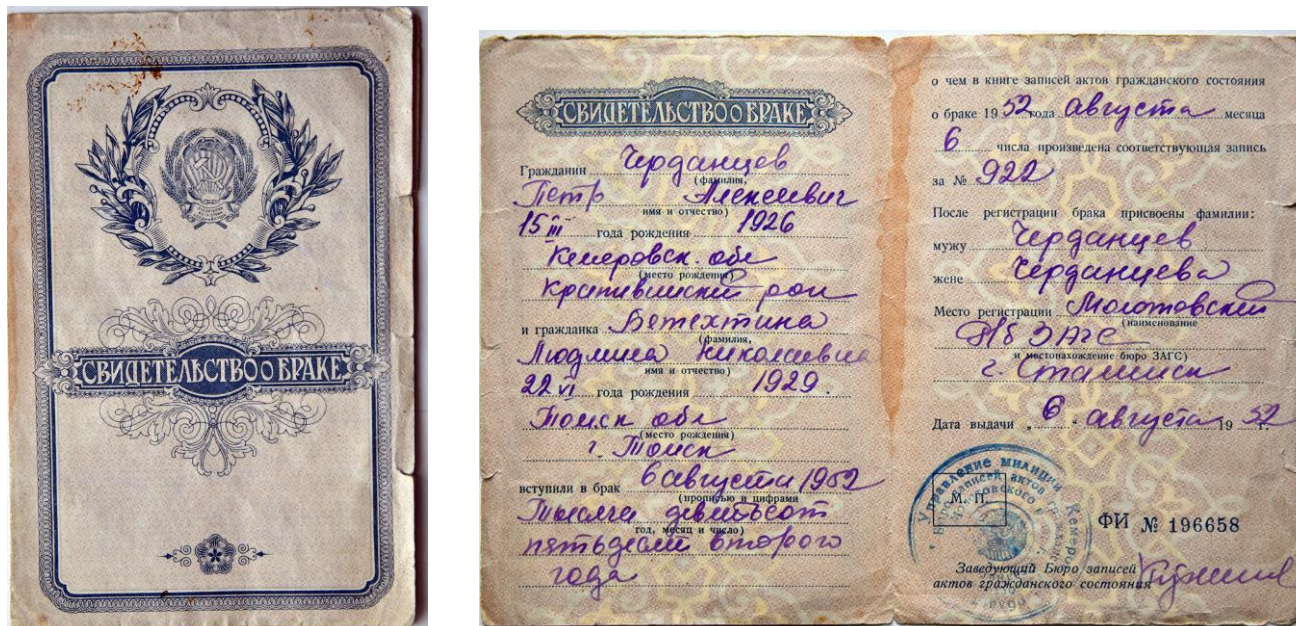 СВИДЕТЕЛЬСТВО О БРАКЕ
СВИДЕТЕЛЬСТВО О БРАКЕ
Гражданин Черданцев
(фамилия,
Петр Алексеевич
имя и отчество)
15 III года рождения 1926
Кемеровск. обл
(место рождения)
Крапивинский рон
и гражданка Бетехтина
(фамилия,
Людмила Николаевна
имя и отчество)
22 VI года рождения 1929.
Томск обл
(место рождения)
г. Томск
вступили в брак 6 августа 1952
(прописью и цифрами
Тысяча девятьсот
год, месяц и число)
пятьдесят второго
года
о чем в книге записей актов гражданского состояния
о браке 1952 года августа месяца
6 числа произведена соответствующая запись
за № 922
После регистрации брака присвоены фамилии:
мужу Черданцев
жене Черданцева
Место регистрации Молотовский
(наименование
ЗАГС
и местонахождение бюро ЗАГС)
г. Сталинск
Дата выдачи „6" августа 1952 г.
Управление милиции
записей актов
М. П.
ФИ № 196658
Заведующий Бюро записей
актов гражданского состояния